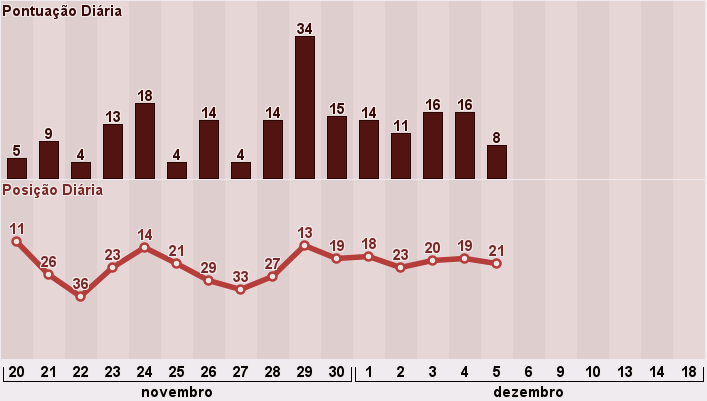 Pontuação Diária
5 9 4 13 18 4 14 4 14 34 15 14 11 16 16 8
Posição Diária
11 26 36 23 14 21 29 33 27 13 19 18 23 20 19 21
20 21 22 23 24 25 26 27 28 29 30 1 2 3 4 5 6 9 10 13 14 18
novembro dezembro